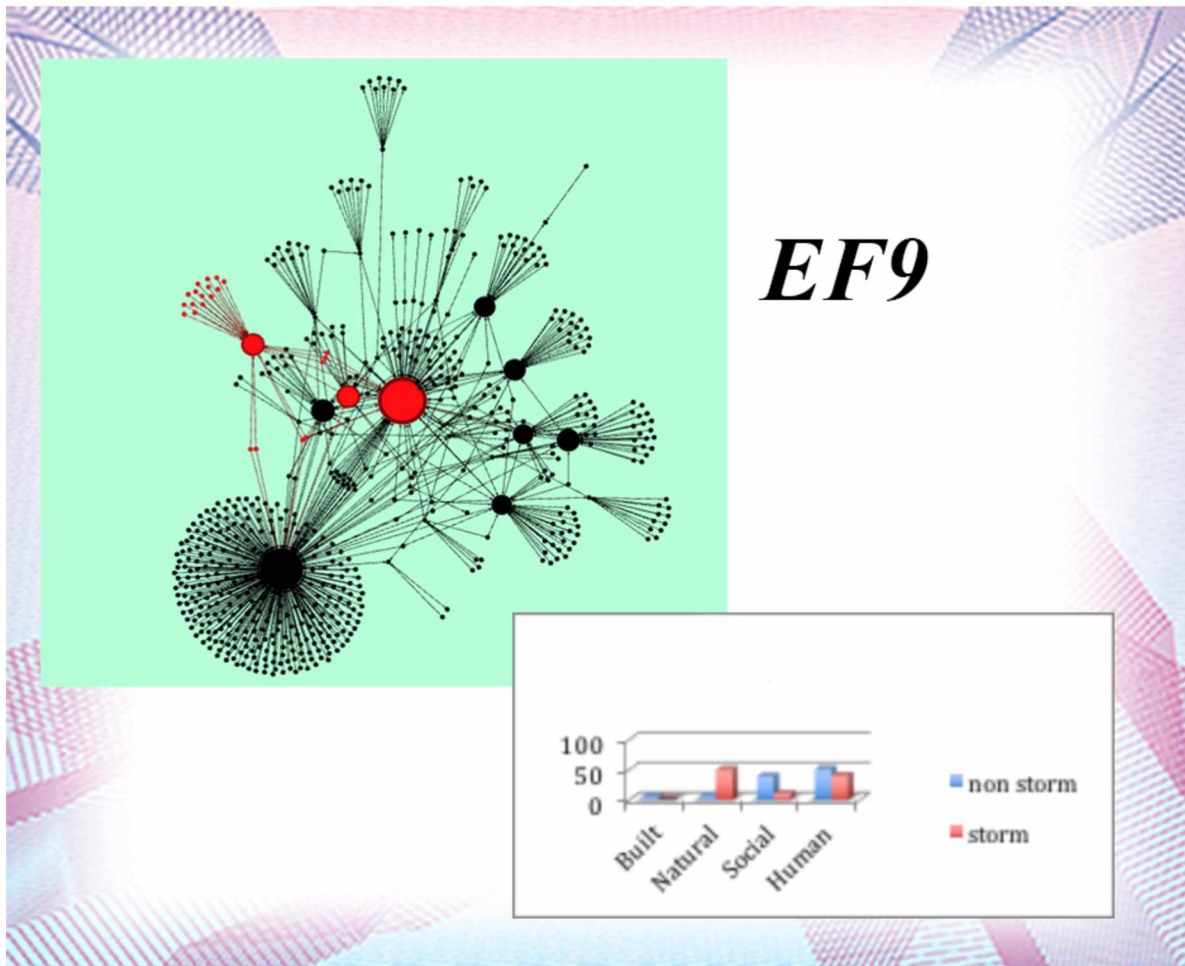 EF9
100
50
0
Built
Natural
Social
Human
non storm
storm